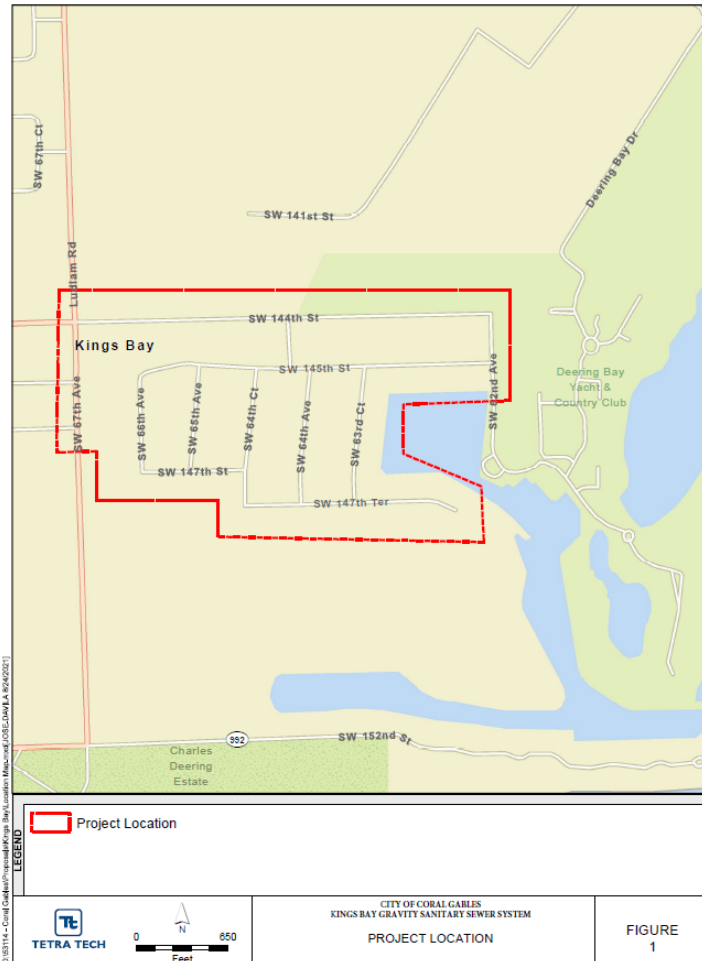 SW 67th Ct
Deering Bay Dr
SW 141st St
Ludlam Rd
SW 144th St
Kings Bay
SW 145th St
Deering Bay
Yacht &
Country Club
SW 67th Ave
SW 66th Ave
SW 65th Ave
SW 64th Ct
SW 64th Ave
SW 63rd Ct
SW 62nd Ave
SW 147th St
SW 147th Ter
992
SW 152nd St
Charles
Deering
Estate
LEGEND
Project Location
TETRA TECH
N
0 650
Feet
CITY OF CORAL GABLES
KINGS BAY GRAVITY SANITARY SEWER SYSTEM
PROJECT LOCATION
FIGURE
1